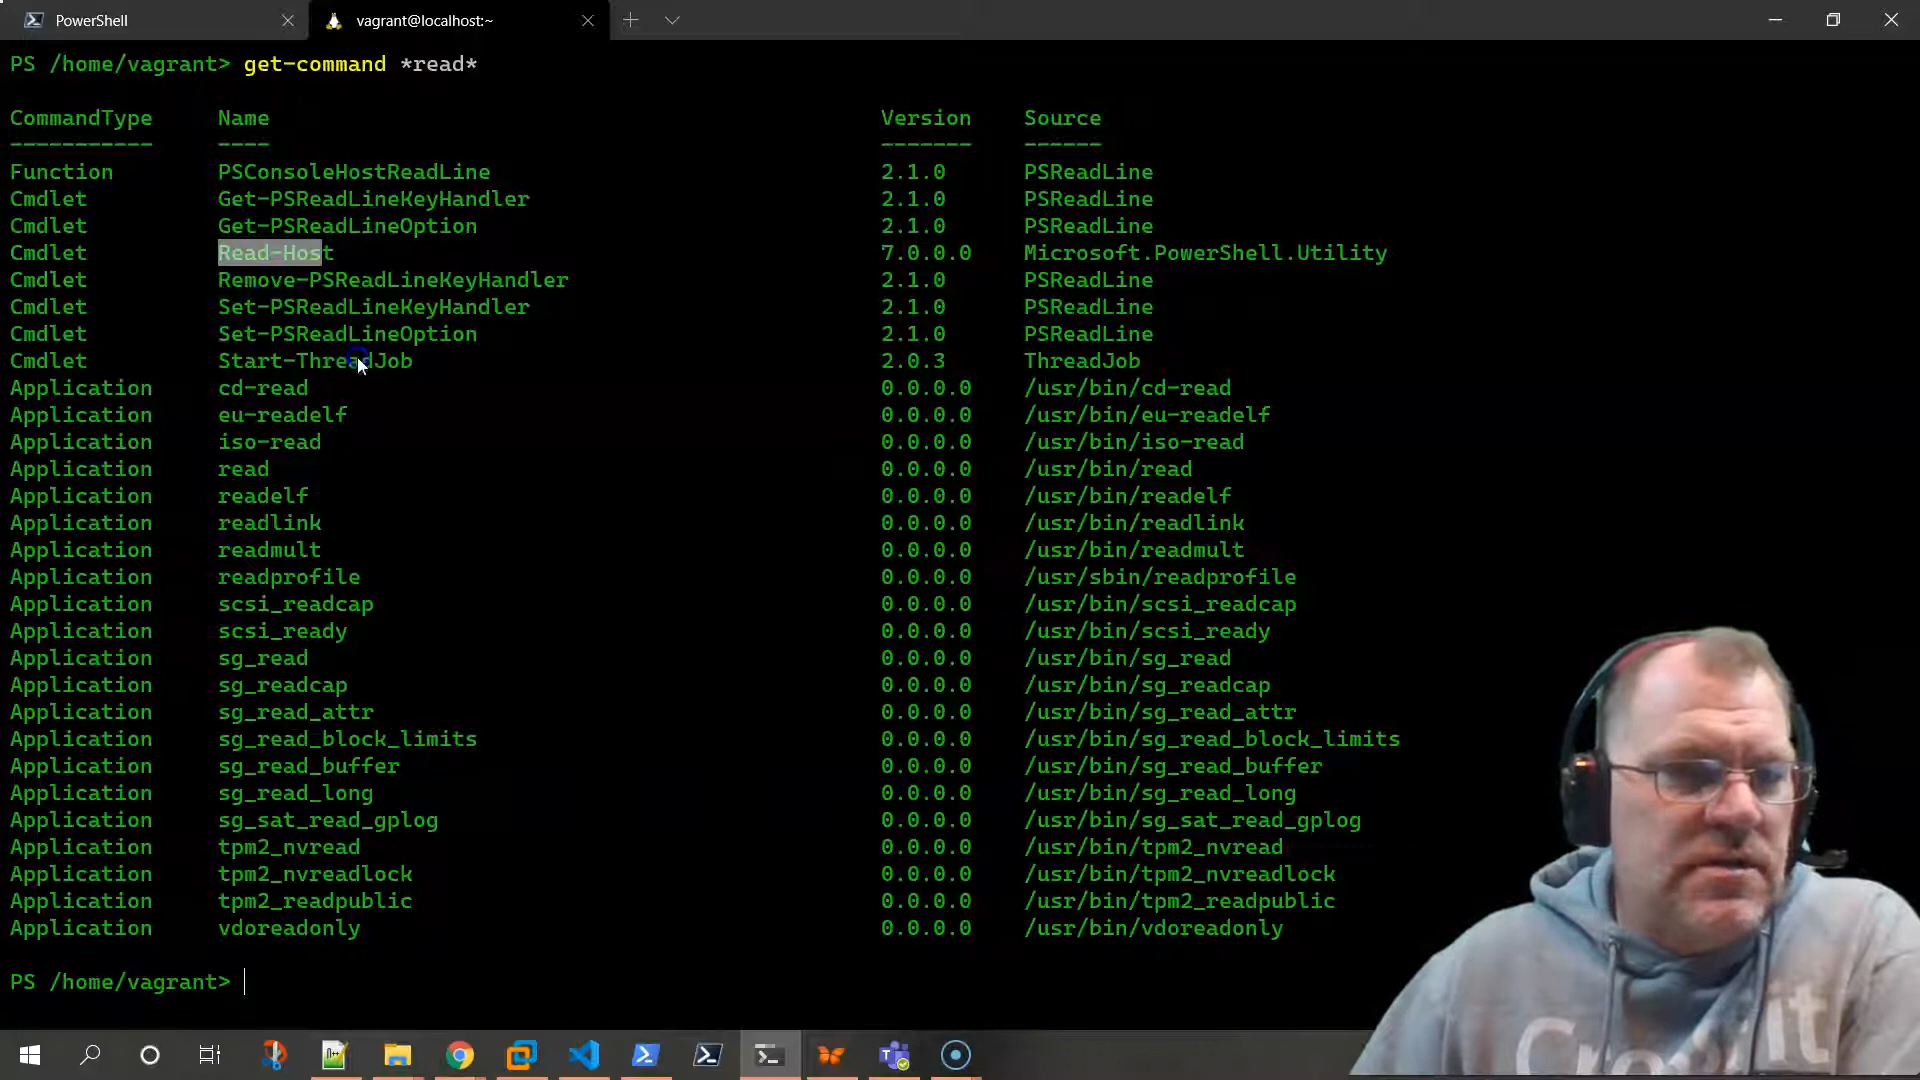 PowerShell
vagrant@localhost:~
PS /home/vagrant> get-command *read*
CommandType Name Version Source
----------- ---- ------- ------
Function PSConsoleHostReadLine 2.1.0 PSReadLine
Cmdlet Get-PSReadLineKeyHandler 2.1.0 PSReadLine
Cmdlet Get-PSReadLineOption 2.1.0 PSReadLine
Cmdlet Read-Host 7.0.0.0 Microsoft.PowerShell.Utility
Cmdlet Remove-PSReadLineKeyHandler 2.1.0 PSReadLine
Cmdlet Set-PSReadLineKeyHandler 2.1.0 PSReadLine
Cmdlet Set-PSReadLineOption 2.1.0 PSReadLine
Cmdlet Start-ThreadJob 2.0.3 ThreadJob
Application cd-read 0.0.0.0 /usr/bin/cd-read
Application eu-readelf 0.0.0.0 /usr/bin/eu-readelf
Application iso-read 0.0.0.0 /usr/bin/iso-read
Application read 0.0.0.0 /usr/bin/read
Application readelf 0.0.0.0 /usr/bin/readelf
Application readlink 0.0.0.0 /usr/bin/readlink
Application readmult 0.0.0.0 /usr/bin/readmult
Application readprofile 0.0.0.0 /usr/sbin/readprofile
Application scsi_readcap 0.0.0.0 /usr/bin/scsi_readcap
Application scsi_ready 0.0.0.0 /usr/bin/scsi_ready
Application sg_read 0.0.0.0 /usr/bin/sg_read
Application sg_readcap 0.0.0.0 /usr/bin/sg_readcap
Application sg_read_attr 0.0.0.0 /usr/bin/sg_read_attr
Application sg_read_block_limits 0.0.0.0 /usr/bin/sg_read_block_limits
Application sg_read_buffer 0.0.0.0 /usr/bin/sg_read_buffer
Application sg_read_long 0.0.0.0 /usr/bin/sg_read_long
Application sg_sat_read_gplog 0.0.0.0 /usr/bin/sg_sat_read_gplog
Application tpm2_nvread 0.0.0.0 /usr/bin/tpm2_nvread
Application tpm2_nvreadlock 0.0.0.0 /usr/bin/tpm2_nvreadlock
Application tpm2_readpublic 0.0.0.0 /usr/bin/tpm2_readpublic
Application vdoreadonly 0.0.0.0 /usr/bin/vdoreadonly
PS /home/vagrant>